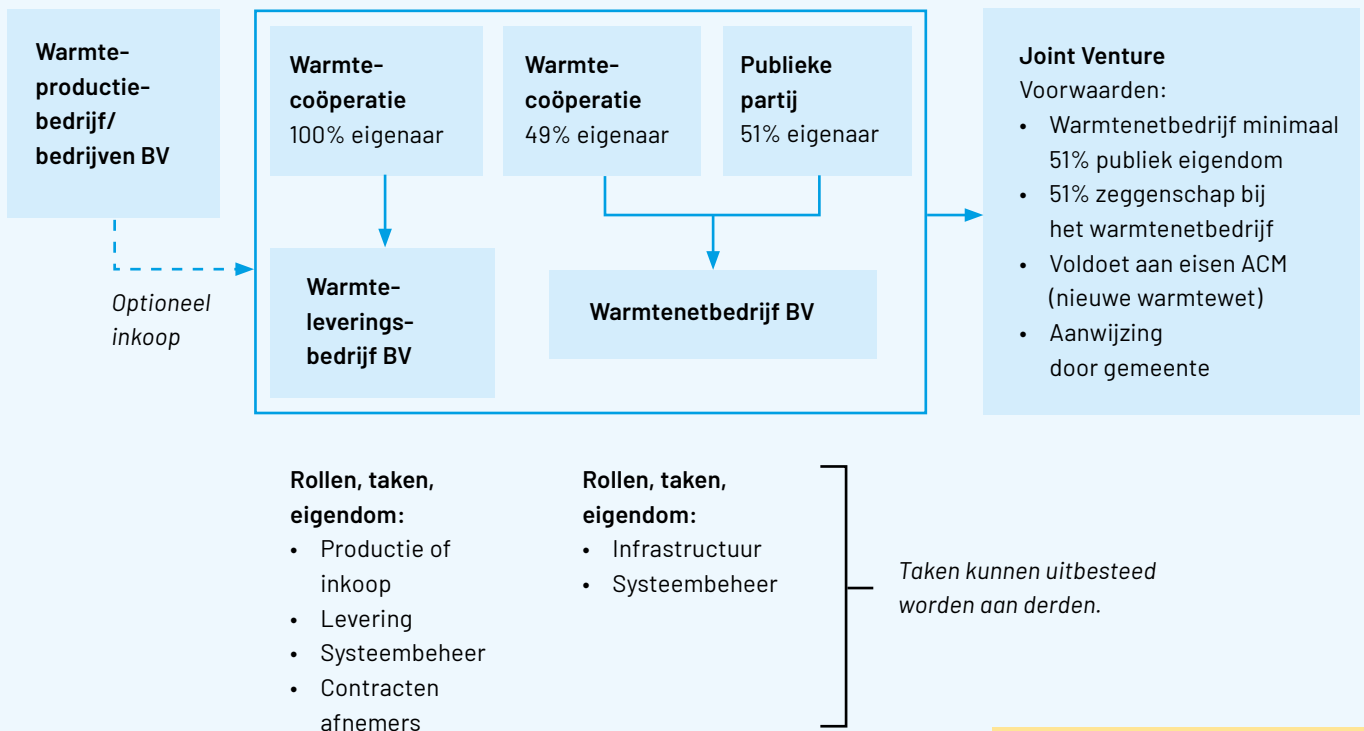 Warmte-
productie-
bedrijf/
bedrijven BV
Optioneel
inkoop
Warmte-
coöperatie
100% eigenaar
Warmte-
leverings-
bedrijf BV
Warmte-
coöperatie
49% eigenaar
Publieke
partij
51% eigenaar
Warmtenetbedrijf BV
Joint Venture
Voorwaarden:
• Warmtenetbedrijf minimaal
51% publiek eigendom
• 51% zeggenschap bij
het warmtenetbedrijf
• Voldoet aan eisen ACM
(nieuwe warmtewet)
• Aanwijzing
door gemeente
Rollen, taken,
eigendom:
• Productie of
inkoop
• Levering
• Systeembeheer
• Contracten
afnemers
Rollen, taken,
eigendom:
• Infrastructuur
• Systeembeheer
Taken kunnen uitbesteed
worden aan derden.